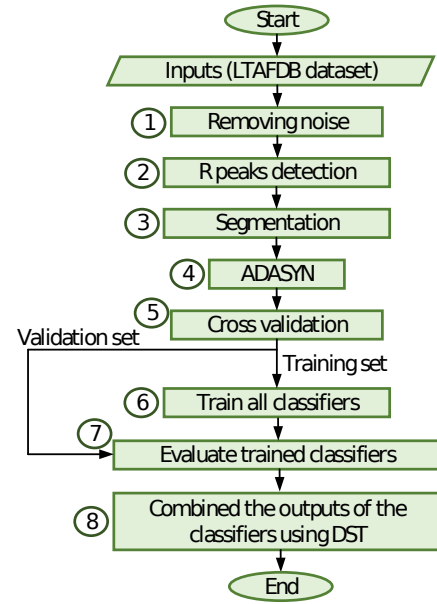 Start
Inputs (LTAFDB dataset)
1
Removing noise
2
R peaks detection
3
Segmentation
4
ADASYN
5
Cross validation
Validation set
Training set
6
Train all classifiers
7
Evaluate trained classifiers
8
Combined the outputs of the
classifiers using DST
End